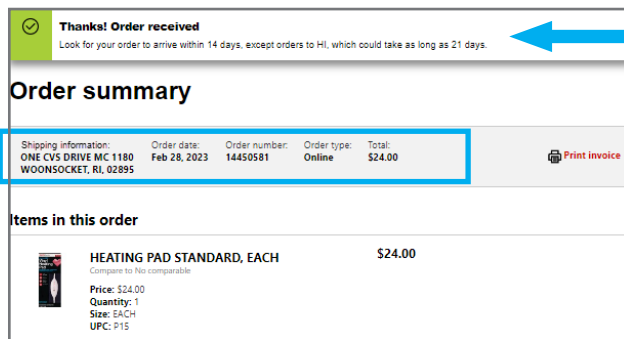 Thanks! Order received
Look for your order to arrive within 14 days, except orders to HI, which could take as long as 21 days.
Order summary
Shipping information: Order date: Order number: Order type: Total:
ONE CVS DRIVE MC 1180 Feb 28, 2023 14450581 Online $24.00
WOONSOCKET, RI, 02895
Print invoice
Items in this order
HEATING PAD STANDARD, EACH $24.00
Compare to No comparable
Price: $24.00
Quantity: 1
Size: EACH
UPC: P15